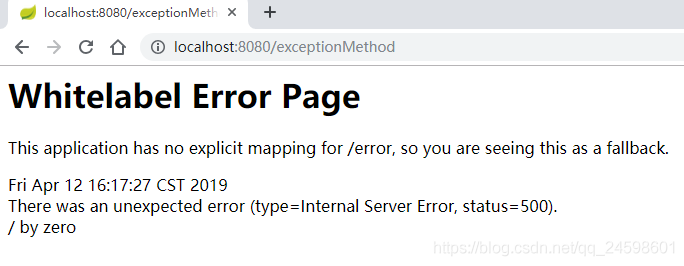 localhost:8080/exceptionMeth
localhost:8080/exceptionMethod
Whitelabel Error Page
This application has no explicit mapping for /error, so you are seeing this as a fallback.
Fri Apr 12 16:17:27 CST 2019
There was an unexpected error (type=Internal Server Error, status=500).
/ by zero
https://blog.csdn.net/qq_24598601